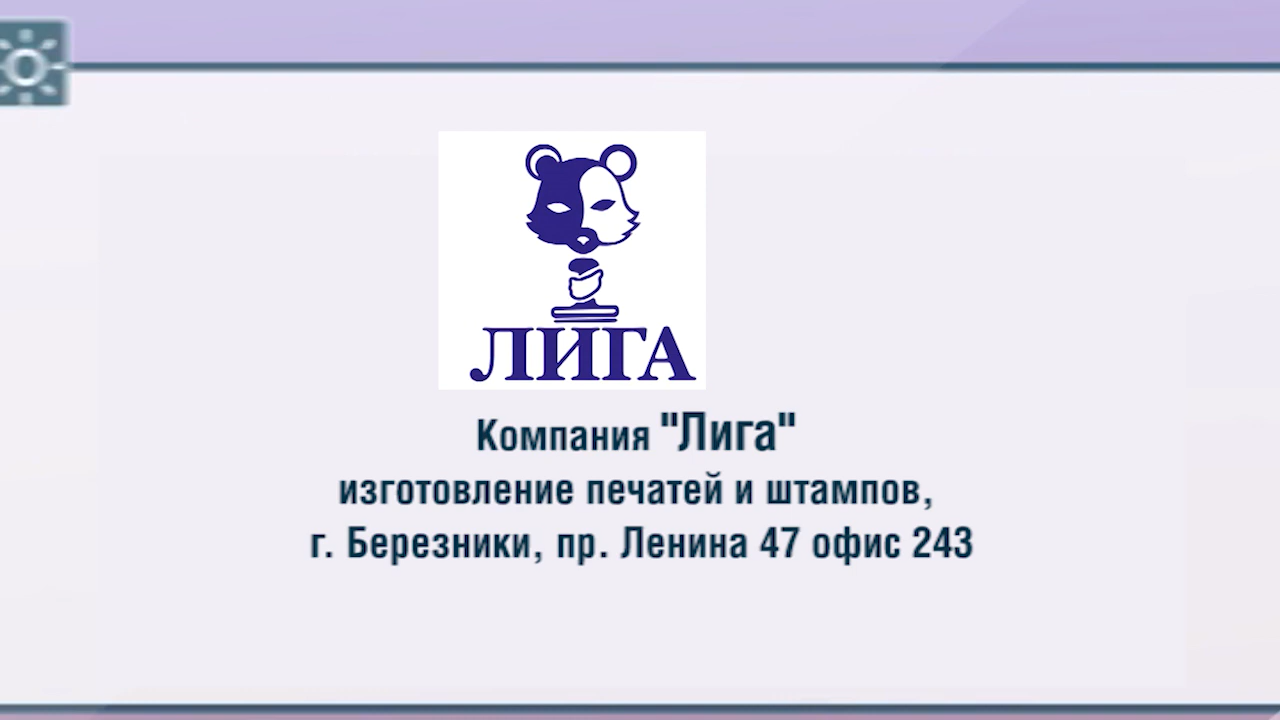 ЛИГА
Компания "Лига"
изготовление печатей и штампов,
г. Березники, пр. Ленина 47 офис 243